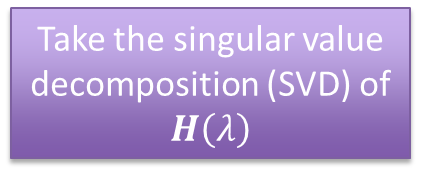 Take the singular value
decomposition (SVD) of
𝑯(𝜆)